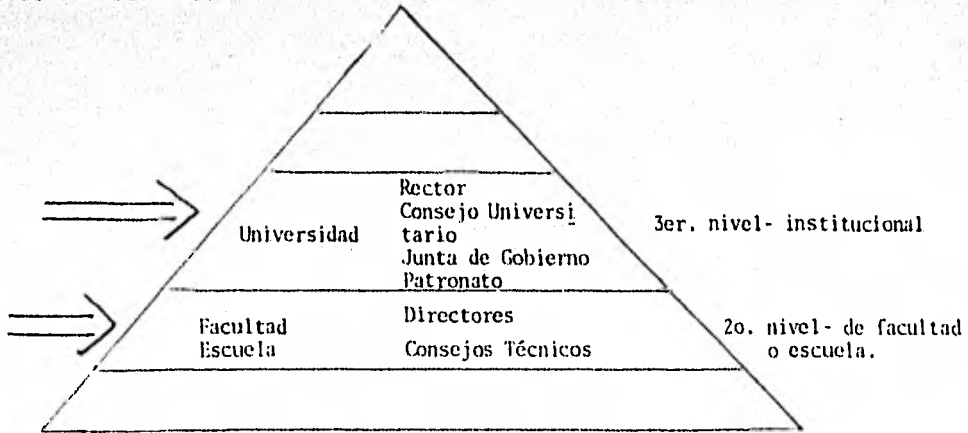 Rector
Consejo Universi
tario
Universidad
Junta de Gobierno
Patronato
3er. nivel- institucional
Facultad
Escuela
Directores
Consejos Técnicos
2o. nivel- de facultad
o escuela.